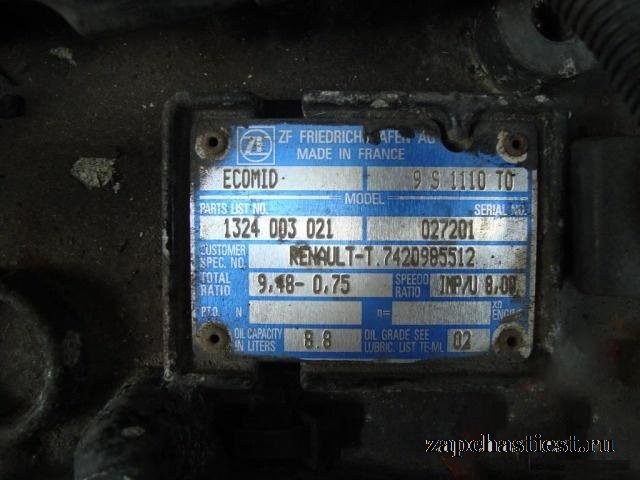 ZF
ZF FRIEDRICHSHAFEN AG
MADE IN FRANCE
ECOMID 9 S 1110 TO
MODEL
PARTS LIST NO. SERIAL NO.
1324 003 021 027201
CUSTOMER SPEC. NO. RENAULT-T.7420985512
TOTAL RATIO 9.48- 0.75 SPEEDO RATIO IMP/U 8.00
P.T.O. N n=
OIL CAPACITY IN LITERS 8.8 OIL GRADE SEE LUBRIC. LIST TE-ML 02
zapchastiest.ru